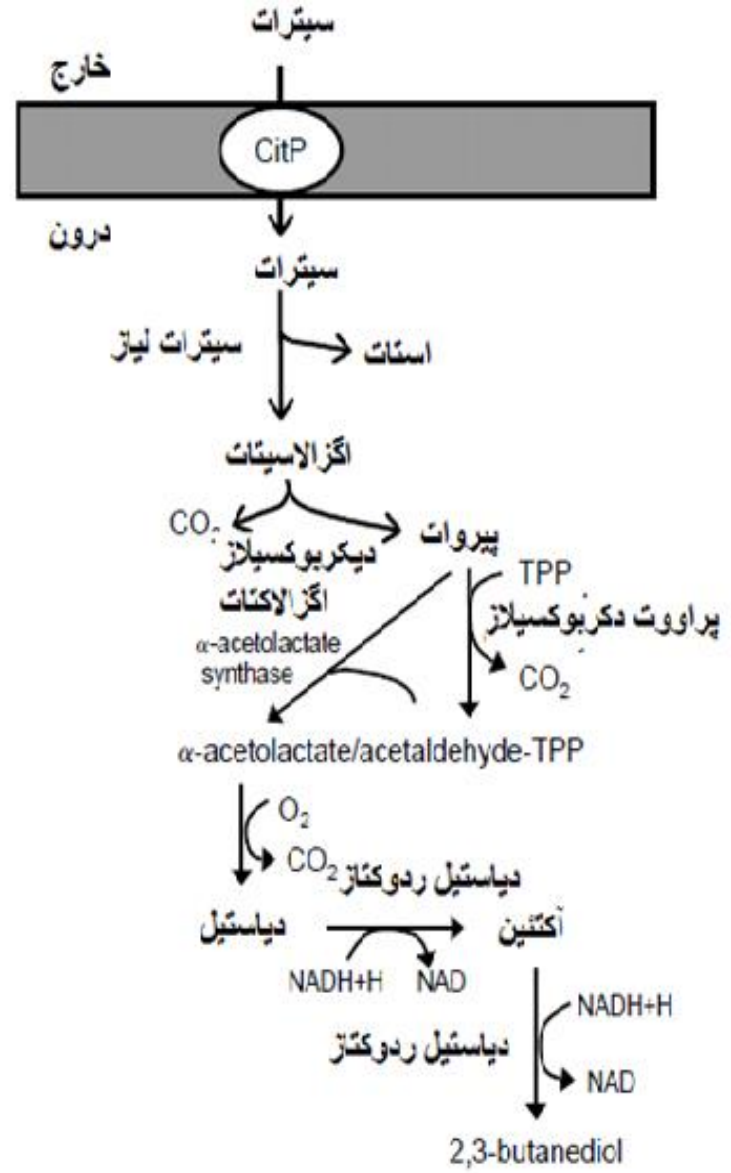 سیترات
خارج
CitP
درون
سیترات
سیترات لیاز
استات
اگزالاسیتات
CO₂
پیروات
دیکربوکسیلاز
اگزالاکتات
TPP
پراووت دکربوکسیلاز
CO₂
α-acetolactate
synthase
α-acetolactate/acetaldehyde-TPP
O₂
CO₂
دیاستیل ردوکتاز
دیاستیل
آکتئین
NADH+H NAD
NADH+H
دیاستیل ردوکتاز
NAD
2,3-butanediol